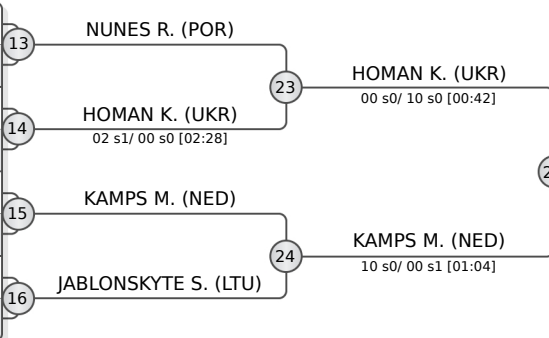 NUNES R. (POR)
13
HOMAN K. (UKR)
23
00 s0/ 10 s0 [00:42]
HOMAN K. (UKR)
14
02 s1/ 00 s0 [02:28]
KAMPS M. (NED)
15
KAMPS M. (NED)
24
10 s0/ 00 s1 [01:04]
JABLONSKYTE S. (LTU)
16